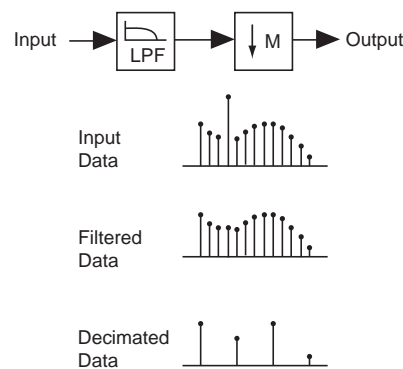 Input
LPF
↓ M
Output
Input
Data
Filtered
Data
Decimated
Data